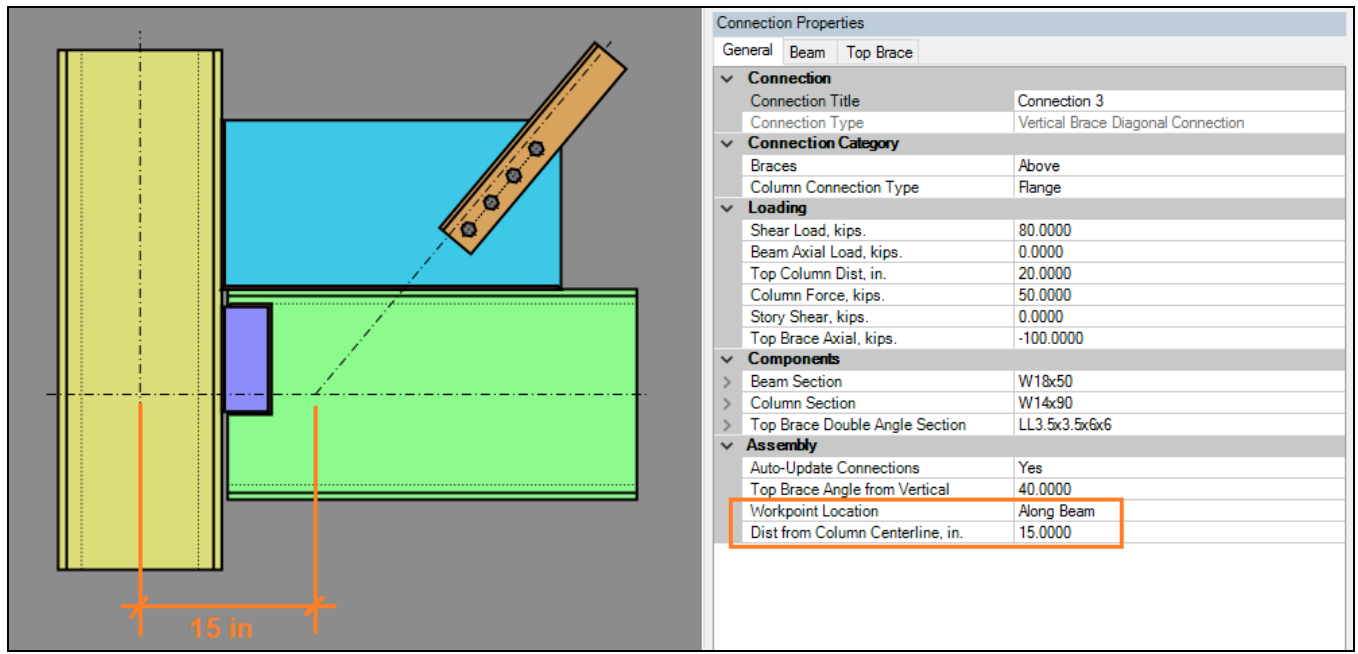 Connection Properties
General Beam Top Brace
Connection
Connection Title Connection 3
Connection Type Vertical Brace Diagonal Connection
Connection Category
Braces Above
Column Connection Type Flange
Loading
Shear Load, kips. 80.0000
Beam Axial Load, kips. 0.0000
Top Column Dist, in. 20.0000
Column Force, kips. 50.0000
Story Shear, kips. 0.0000
Top Brace Axial, kips. -100.0000
Components
Beam Section W18x50
Column Section W14x90
Top Brace Double Angle Section LL3.5x3.5x6x6
Assembly
Auto-Update Connections Yes
Top Brace Angle from Vertical 40.0000
Workpoint Location Along Beam
Dist from Column Centerline, in. 15.0000
15 in